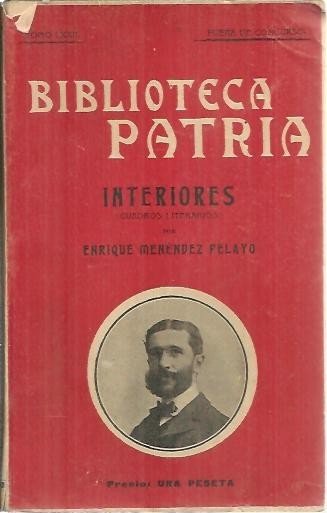 TOMO LXXII
FUERA DE CONCURSO
BIBLIOTECA
PATRIA
INTERIORES
(CUADROS LITERARIOS)
POR
ENRIQUE MENENDEZ PELAYO
Precio: UNA PESETA